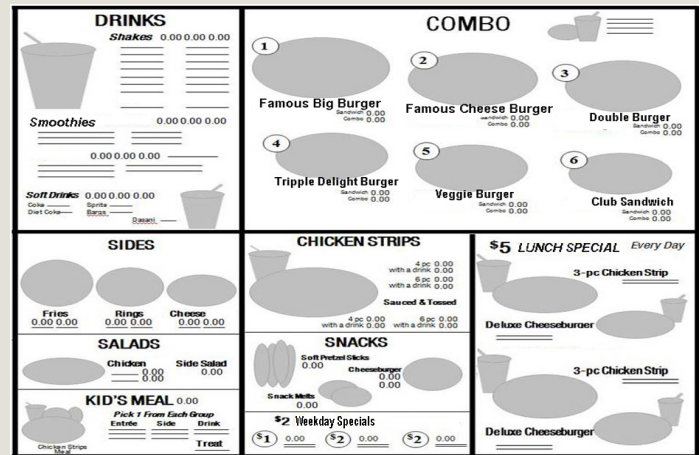 DRINKS
Shakes 0.00 0.00 0.00
Smoothies 0.00 0.00 0.00
0.00 0.00 0.00
Soft Drinks 0.00 0.00 0.00
Coke Sprite
Diet Coke Barqs
Dasani
COMBO
1
Famous Big Burger
Sandwich 0.00
Combo 0.00
2
Famous Cheese Burger
Sandwich 0.00
Combo 0.00
3
Double Burger
Sandwich 0.00
Combo 0.00
4
Tripple Delight Burger
Sandwich 0.00
Combo 0.00
5
Veggie Burger
Sandwich 0.00
Combo 0.00
6
Club Sandwich
Sandwich 0.00
Combo 0.00
SIDES
Fries Rings Cheese
0.00 0.00 0.00 0.00 0.00 0.00
SALADS
Chicken Side Salad
0.00 0.00
0.00
KID'S MEAL 0.00
Pick 1 From Each Group
Entrée Side Drink
Treat
Chicken Strips
Meal
CHICKEN STRIPS
4 pc 0.00
with a drink 0.00
6 pc 0.00
with a drink 0.00
Sauced & Tossed
4 pc 0.00 6 pc 0.00
with a drink 0.00 with a drink 0.00
SNACKS
Soft Pretzel Sticks
0.00
Cheeseburger
0.00
0.00
Snack Melts
0.00
$2 Weekday Specials
$1 0.00 $2 0.00 $2 0.00
$5 LUNCH SPECIAL Every Day
3-pc Chicken Strip
Deluxe Cheeseburger
3-pc Chicken Strip
Deluxe Cheeseburger